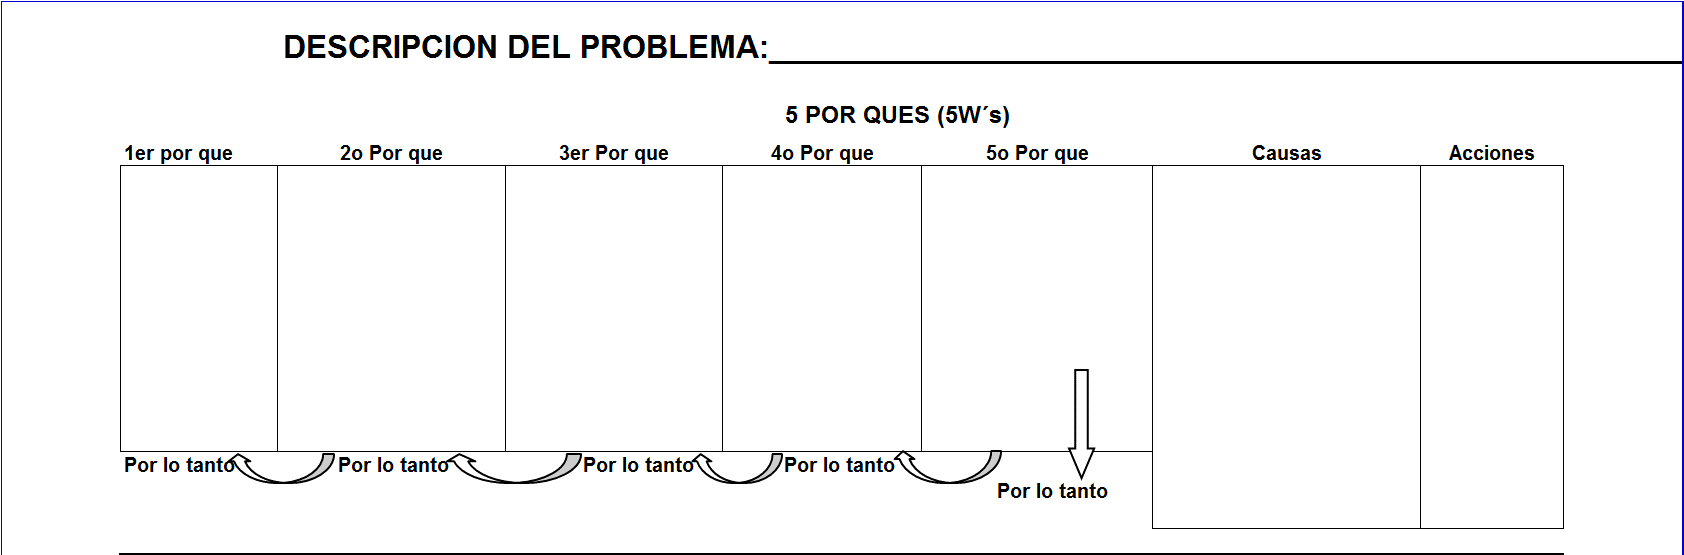 DESCRIPCION DEL PROBLEMA:
5 POR QUES (5W´s)
1er por que 2o Por que 3er Por que 4o Por que 5o Por que Causas Acciones
Por lo tanto Por lo tanto Por lo tanto Por lo tanto
Por lo tanto